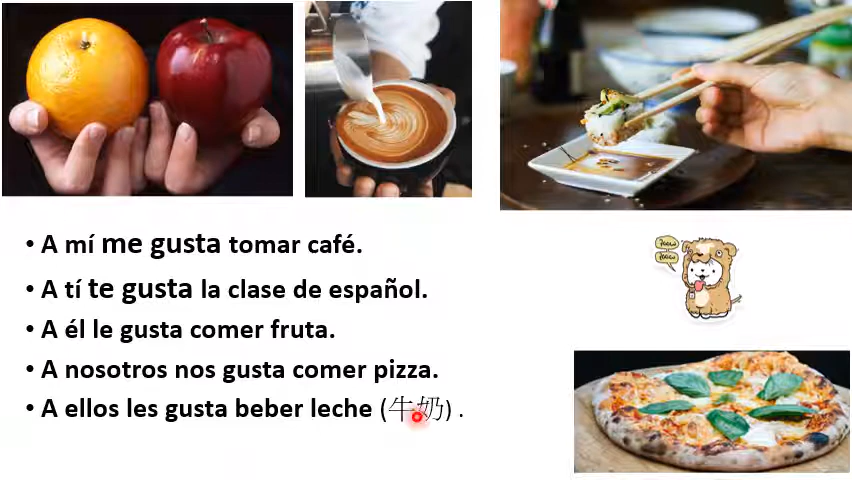 • A mí me gusta tomar café.
• A tí te gusta la clase de español.
• A él le gusta comer fruta.
• A nosotros nos gusta comer pizza.
• A ellos les gusta beber leche (牛奶) .